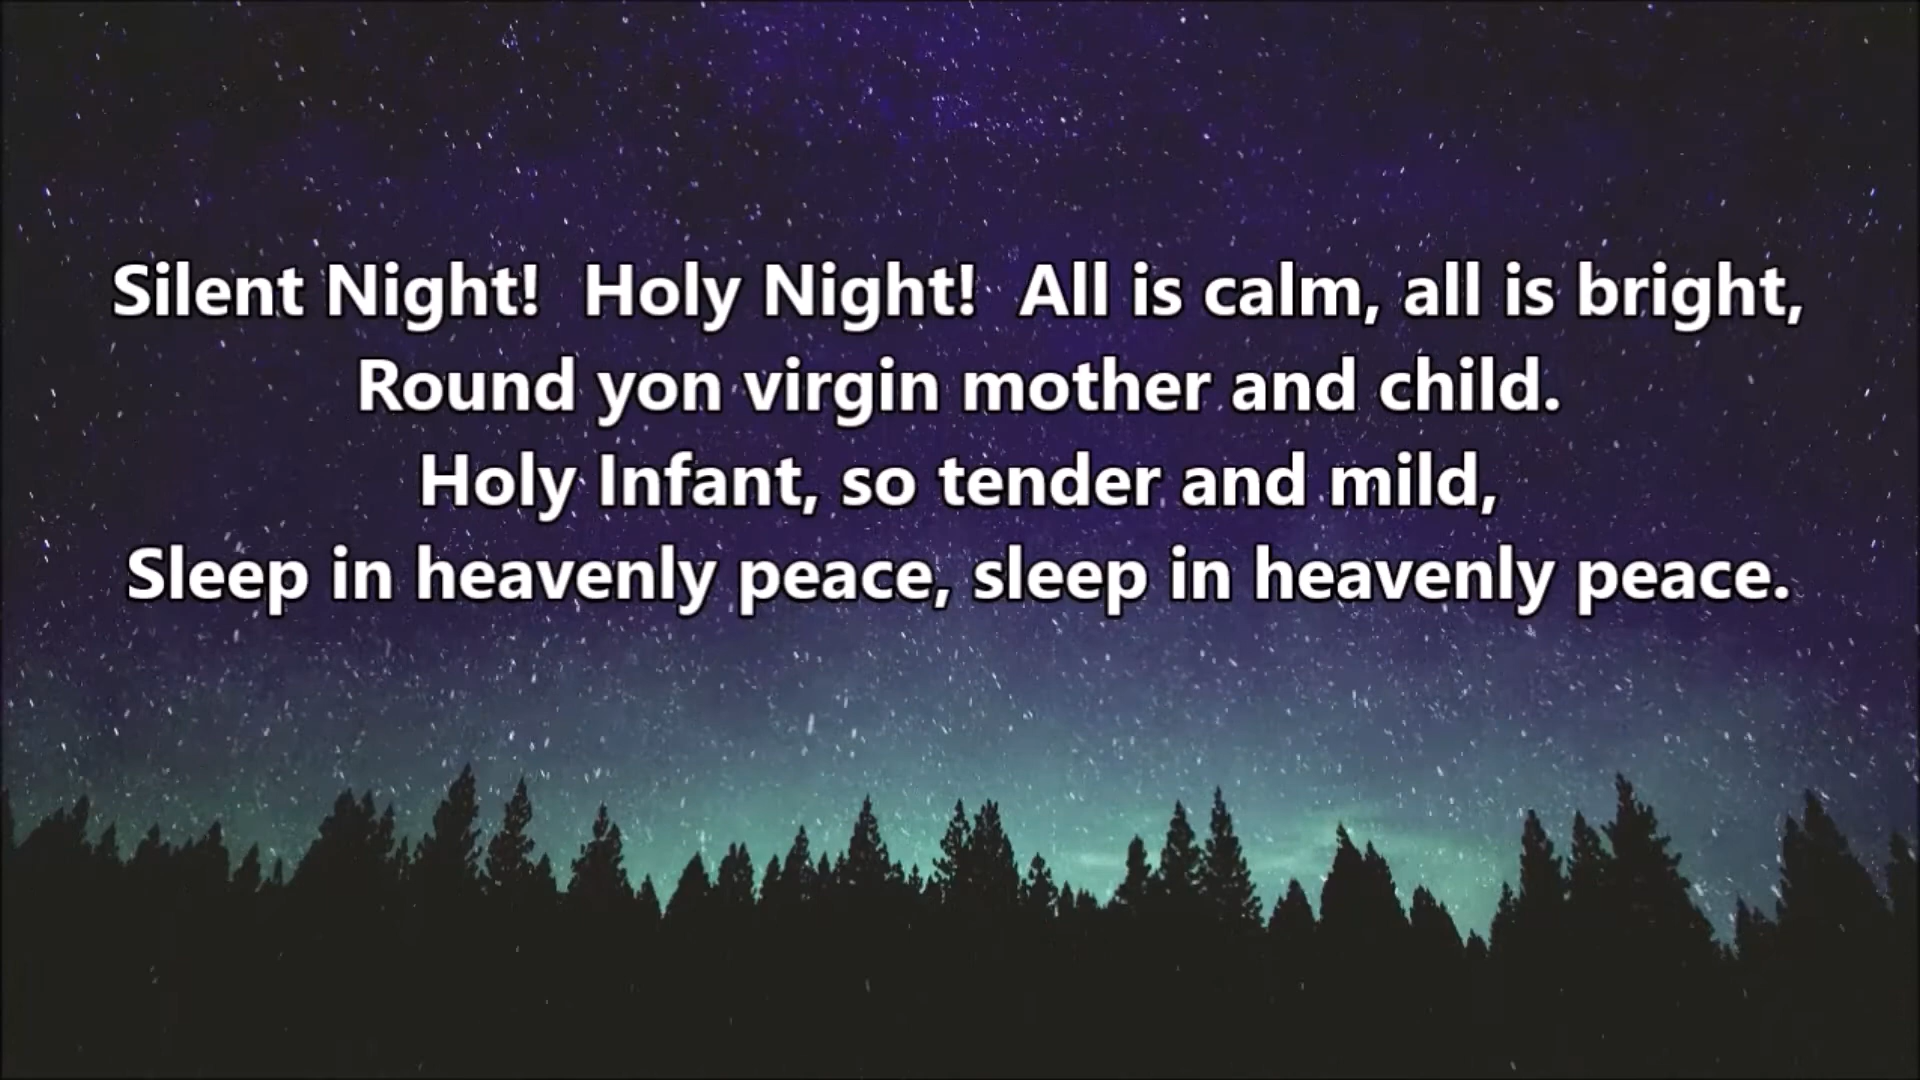 Silent Night!  Holy Night!  All is calm, all is bright,
Round yon virgin mother and child.
Holy Infant, so tender and mild,
Sleep in heavenly peace, sleep in heavenly peace.